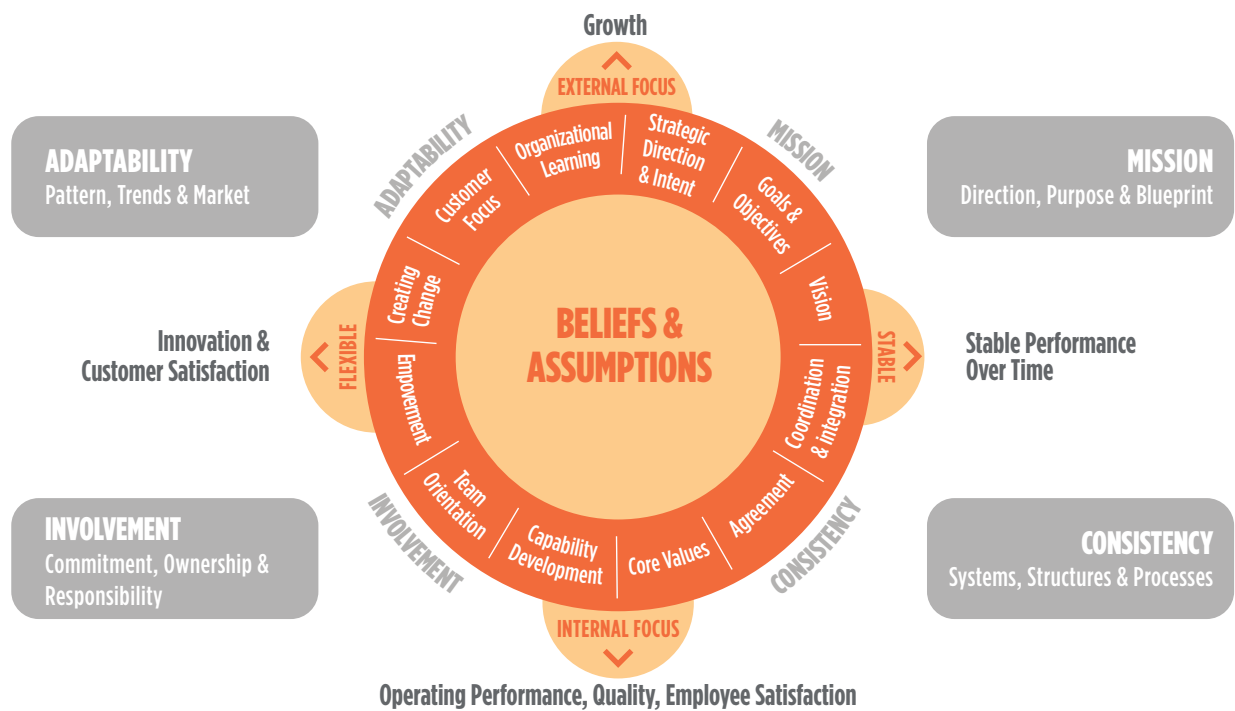 Growth
EXTERNAL FOCUS
ADAPTABILITY
Pattern, Trends & Market
MISSION
Direction, Purpose & Blueprint
ADAPTABILITY
MISSION
Organizational
Learning
Strategic
Direction
& Intent
Customer
Focus
Goals &
Objectives
Creating
Change
Vision
Innovation &
Customer Satisfaction
FLEXIBLE
BELIEFS &
ASSUMPTIONS
STABLE
Stable Performance
Over Time
Empoverment
Coordination
& integration
Team
Orientation
Agreement
Capability
Development
Core Values
INVOLVEMENT
CONSISTENCY
INVOLVEMENT
Commitment, Ownership &
Responsibility
CONSISTENCY
Systems, Structures & Processes
INTERNAL FOCUS
Operating Performance, Quality, Employee Satisfaction